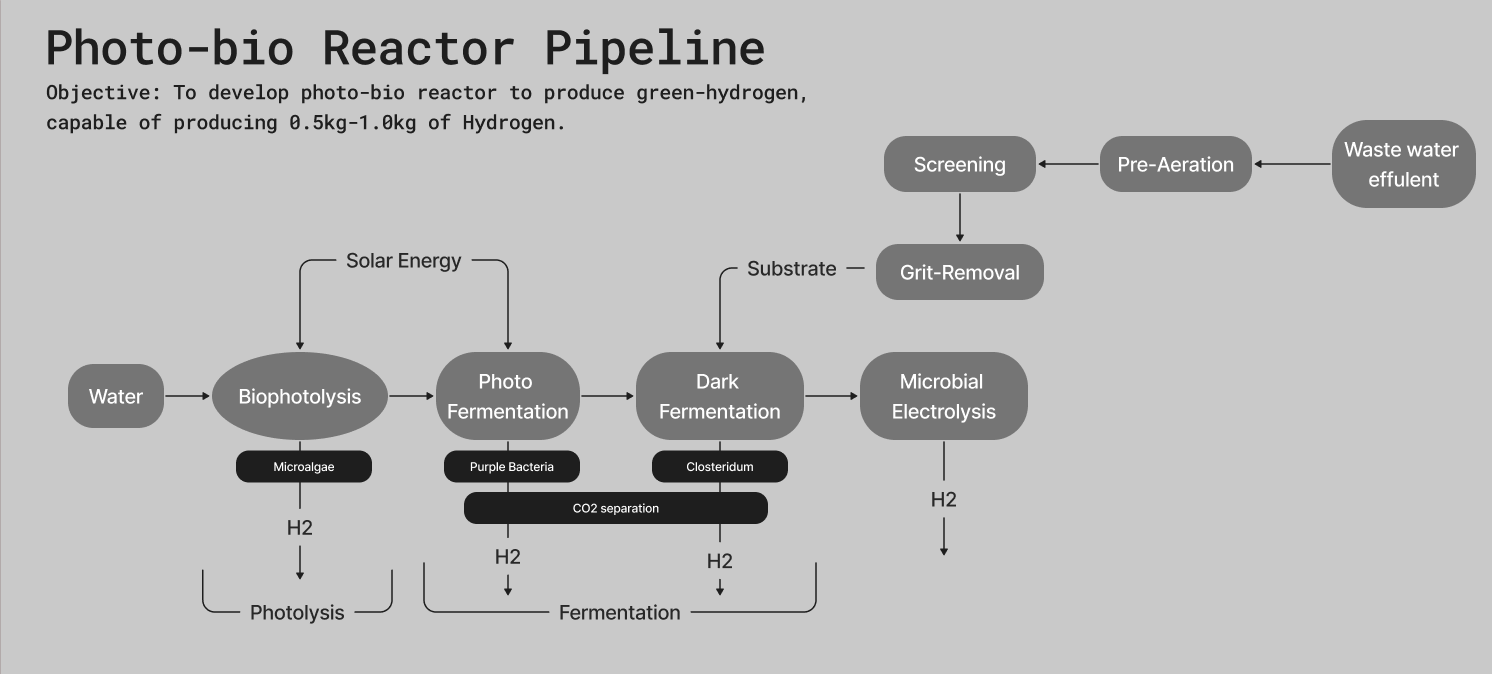 Photo-bio Reactor Pipeline
Objective: To develop photo-bio reactor to produce green-hydrogen,
capable of producing 0.5kg-1.0kg of Hydrogen.
Screening
Pre-Aeration
Waste water
effulent
Solar Energy
Substrate
Grit-Removal
Water
Biophotolysis
Photo
Fermentation
Dark
Fermentation
Microbial
Electrolysis
Microalgae
Purple Bacteria
Closteridum
CO2 separation
H2
H2
H2
H2
Photolysis
Fermentation